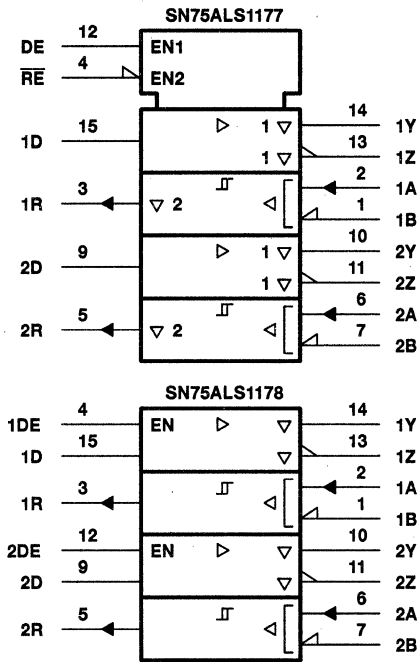 SN75ALS1177
DE 12 EN1
RE 4 EN2
1D 15 1 14 1Y
1 13 1Z
1R 3 2 2 1A
1 1B
2D 9 1 10 2Y
1 11 2Z
2R 5 2 6 2A
7 2B
SN75ALS1178
1DE 4 EN 14 1Y
1D 15 13 1Z
1R 3 2 1A
1 1B
2DE 12 EN 10 2Y
2D 9 11 2Z
2R 5 6 2A
7 2B